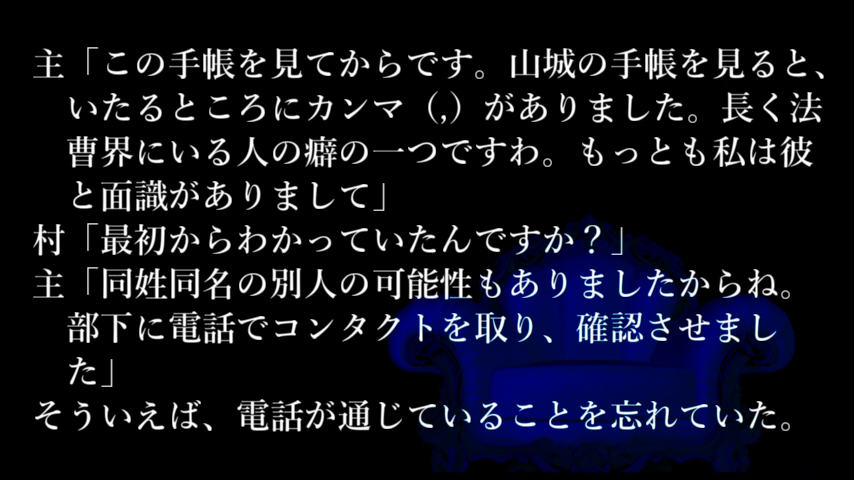 主「この手帳を見てからです。山城の手帳を見ると、
いたるところにカンマ（,）がありました。長く法
曹界にいる人の癖の一つですわ。もっとも私は彼
と面識がありまして」
村「最初からわかっていたんですか？」
主「同姓同名の別人の可能性もありましたからね。
部下に電話でコンタクトを取り、確認させまし
た」
そういえば、電話が通じていることを忘れていた。